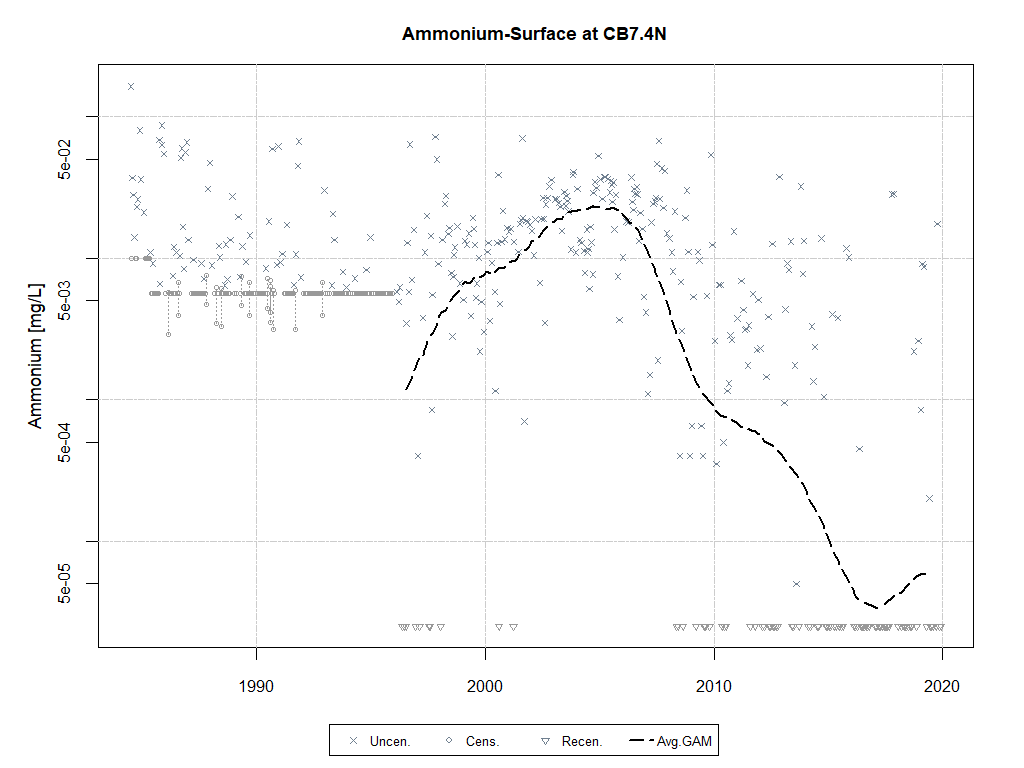 Ammonium-Surface at CB7.4N
Ammonium [mg/L]
5e-02
5e-03
5e-04
5e-05
1990 2000 2010 2020
Uncen. Cens. Recen. Avg.GAM